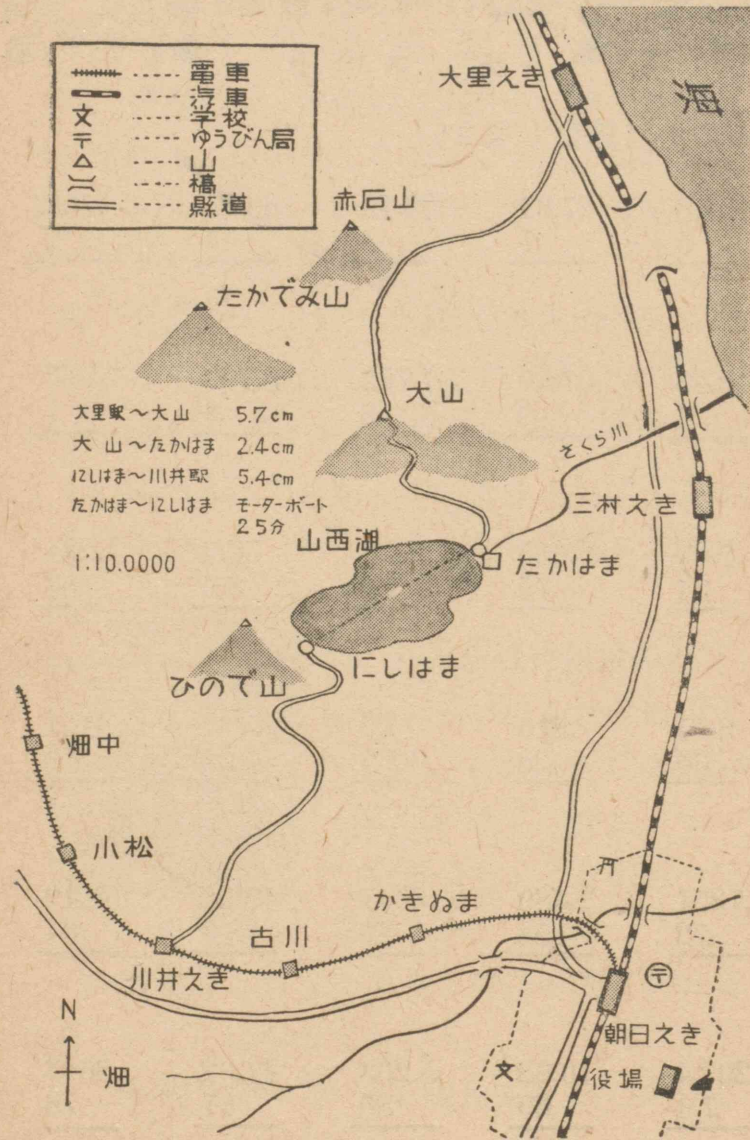 電車
汽車
文 学校
〒 ゆうびん局
山
橋
縣道
大里えき
赤石山
たかでみ山
大山
大里駅〜大山 5.7cm
大山〜たかはま 2.4cm
にしはま〜川井駅 5.4cm
たかはま〜にしはま モーターボート
25分
1:10.0000
さくら川
三村えき
山西湖
たかはま
にしはま
ひので山
畑中
小松
かきぬま
古川
川井えき
〒
朝日えき
N
畑
文
役場